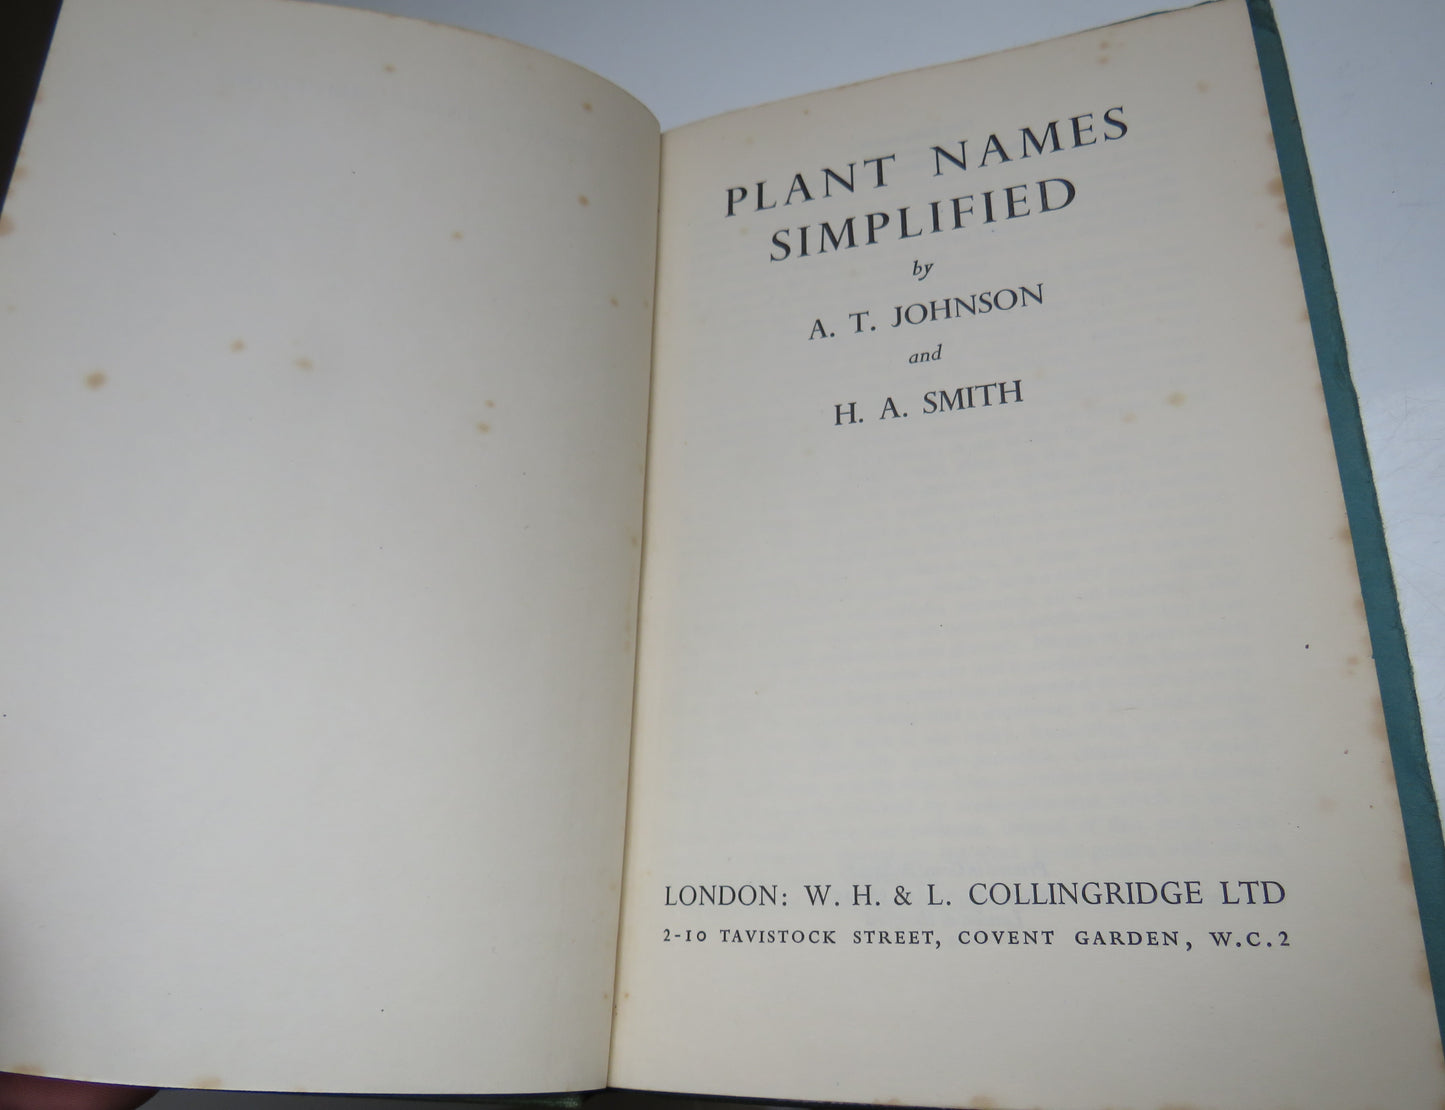 PLANT NAMES
SIMPLIFIED
by
A. T. JOHNSON
and
H. A. SMITH
LONDON: W. H. & L. COLLINGRIDGE LTD
2-10 TAVISTOCK STREET, COVENT GARDEN, W.C.2